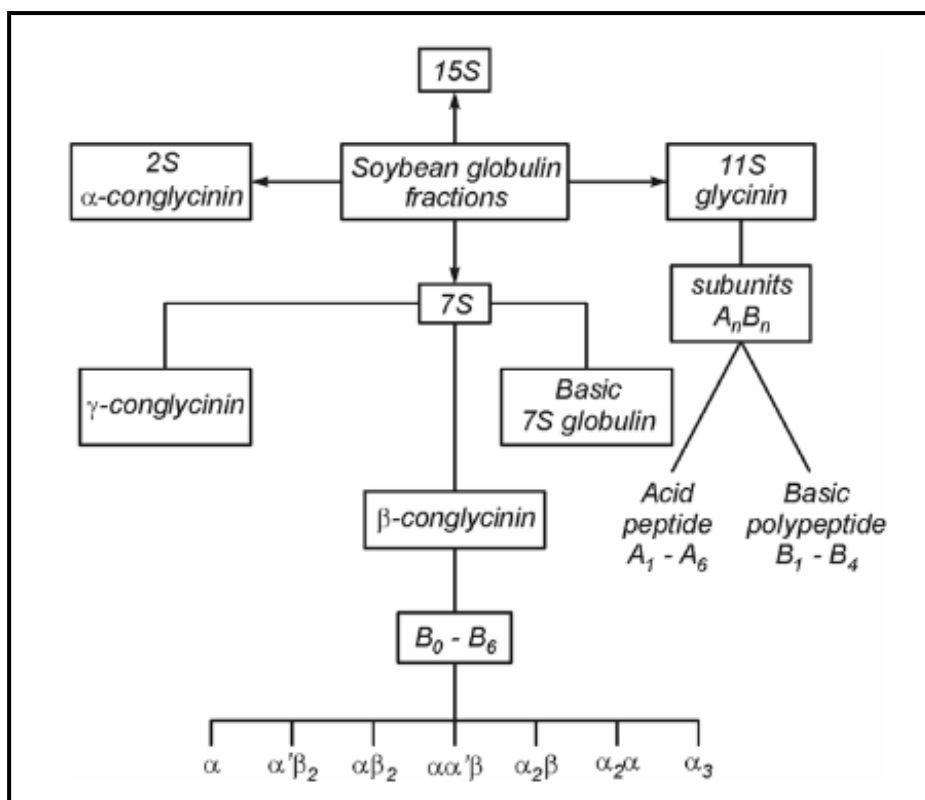 15S
2S
α-conglycinin
Soybean globulin
fractions
11S
glycinin
7S
subunits
AₙBₙ
γ-conglycinin
Basic
7S globulin
Acid
peptide
A₁ - A₆
Basic
polypeptide
B₁ - B₄
β-conglycinin
B₀ - B₆
α α'β₂ αβ₂ αα'β α₂β α₂α α₃